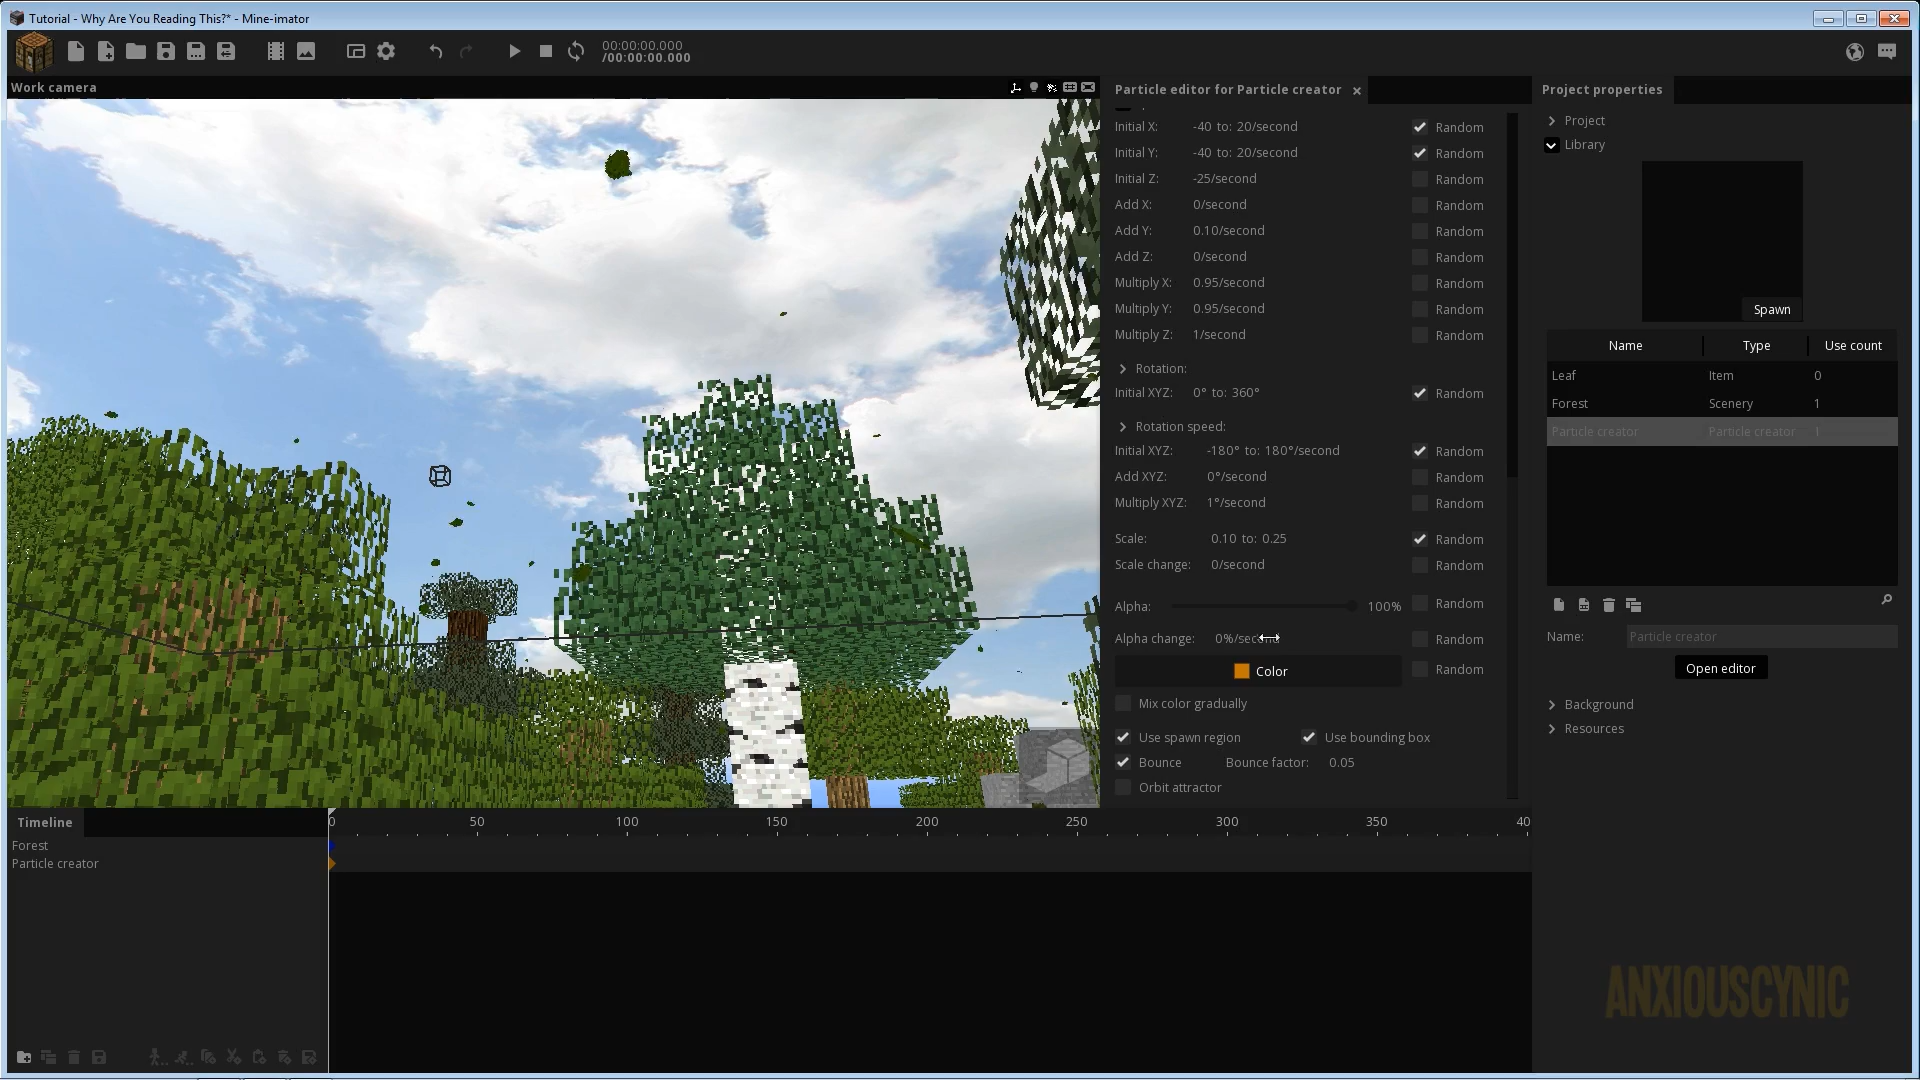 Tutorial - Why Are You Reading This?* - Mine-imator
00:00:00.000
/00:00:00.000
Work camera
Particle editor for Particle creator
Initial X: -40 to: 20/second Random
Initial Y: -40 to: 20/second Random
Initial Z: -25/second Random
Add X: 0/second Random
Add Y: 0.10/second Random
Add Z: 0/second Random
Multiply X: 0.95/second Random
Multiply Y: 0.95/second Random
Multiply Z: 1/second Random
Rotation:
Initial XYZ: 0° to: 360° Random
Rotation speed:
Initial XYZ: -180° to: 180°/second Random
Add XYZ: 0°/second Random
Multiply XYZ: 1°/second Random
Scale: 0.10 to: 0.25 Random
Scale change: 0/second Random
Alpha: 100% Random
Alpha change: Random
Color Random
Mix color gradually
Use spawn region Use bounding box
Bounce Bounce factor: 0.05
Orbit attractor
Project properties
Project
Library
Spawn
Name Type Use count
Leaf Item 0
Forest Scenery 1
Particle creator Particle creator 1
Name: Particle creator
Open editor
Background
Resources
Timeline
0 50 100 150 200 250 300 350 40
Forest
Particle creator
ANXIOUSCYNIC